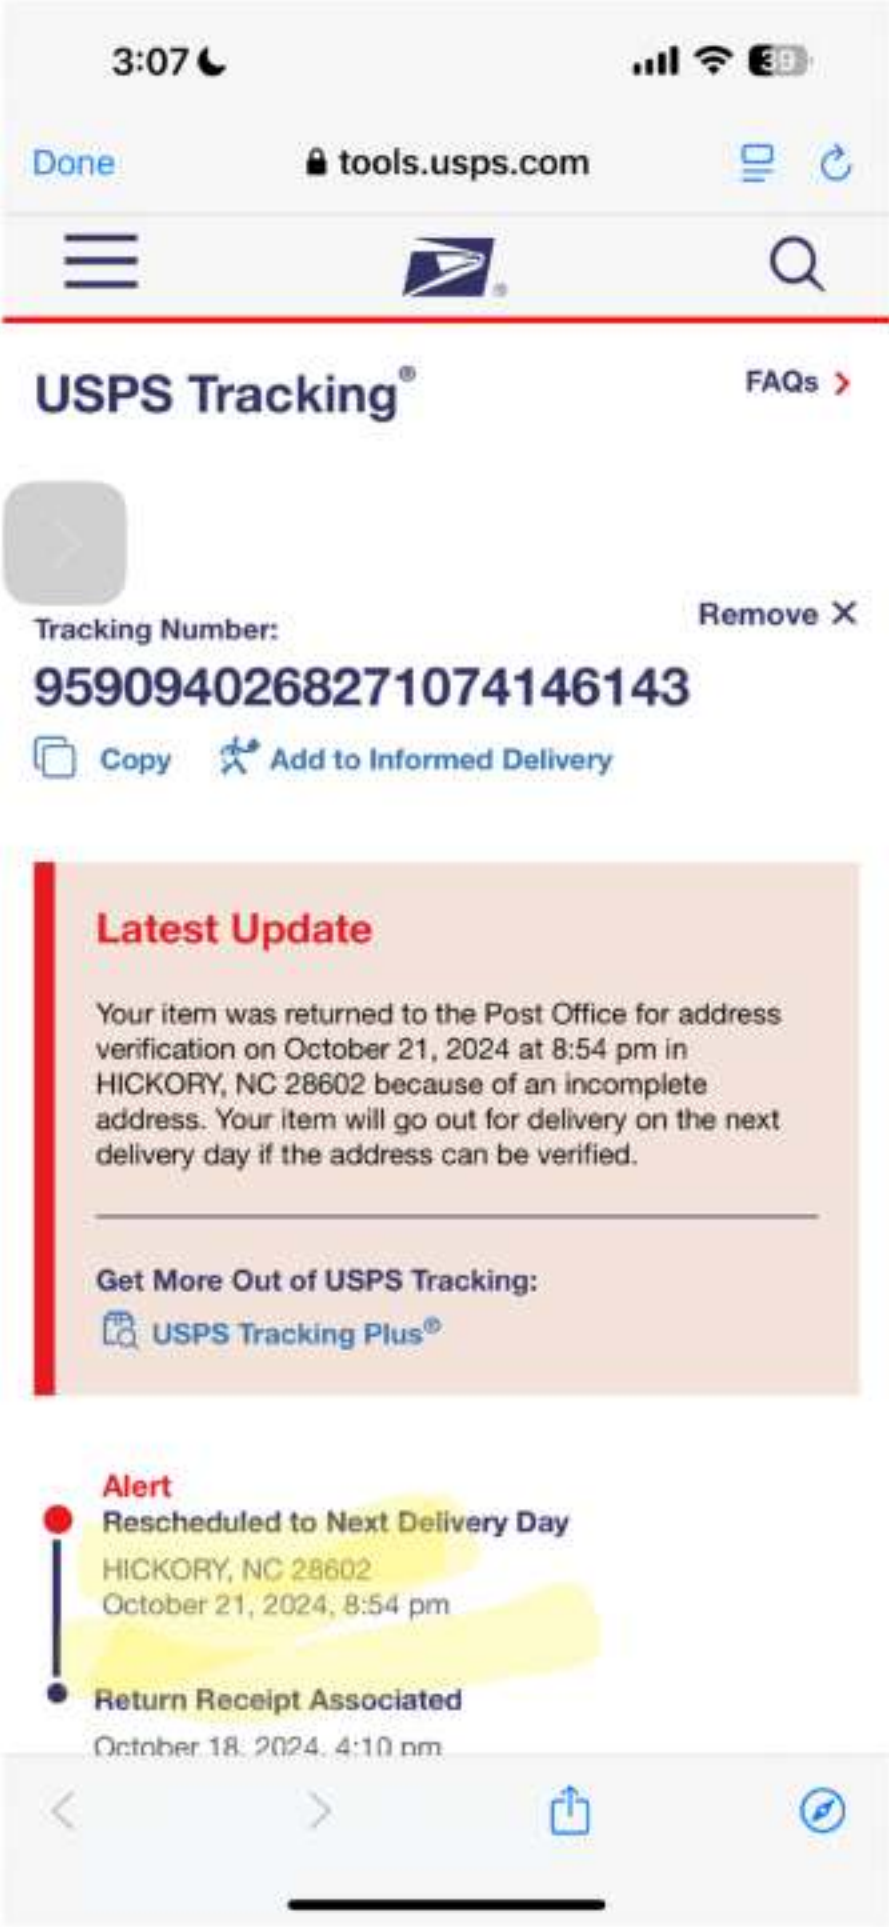 3:07
39
Done
tools.usps.com
®
USPS Tracking®
FAQs
Remove X
Tracking Number:
9590940268271074146143
Copy
Add to Informed Delivery
Latest Update
Your item was returned to the Post Office for address
verification on October 21, 2024 at 8:54 pm in
HICKORY, NC 28602 because of an incomplete
address. Your item will go out for delivery on the next
delivery day if the address can be verified.
Get More Out of USPS Tracking:
USPS Tracking Plus®
Alert
Rescheduled to Next Delivery Day
HICKORY, NC 28602
October 21, 2024, 8:54 pm
Return Receipt Associated
October 18, 2024, 4:10 pm